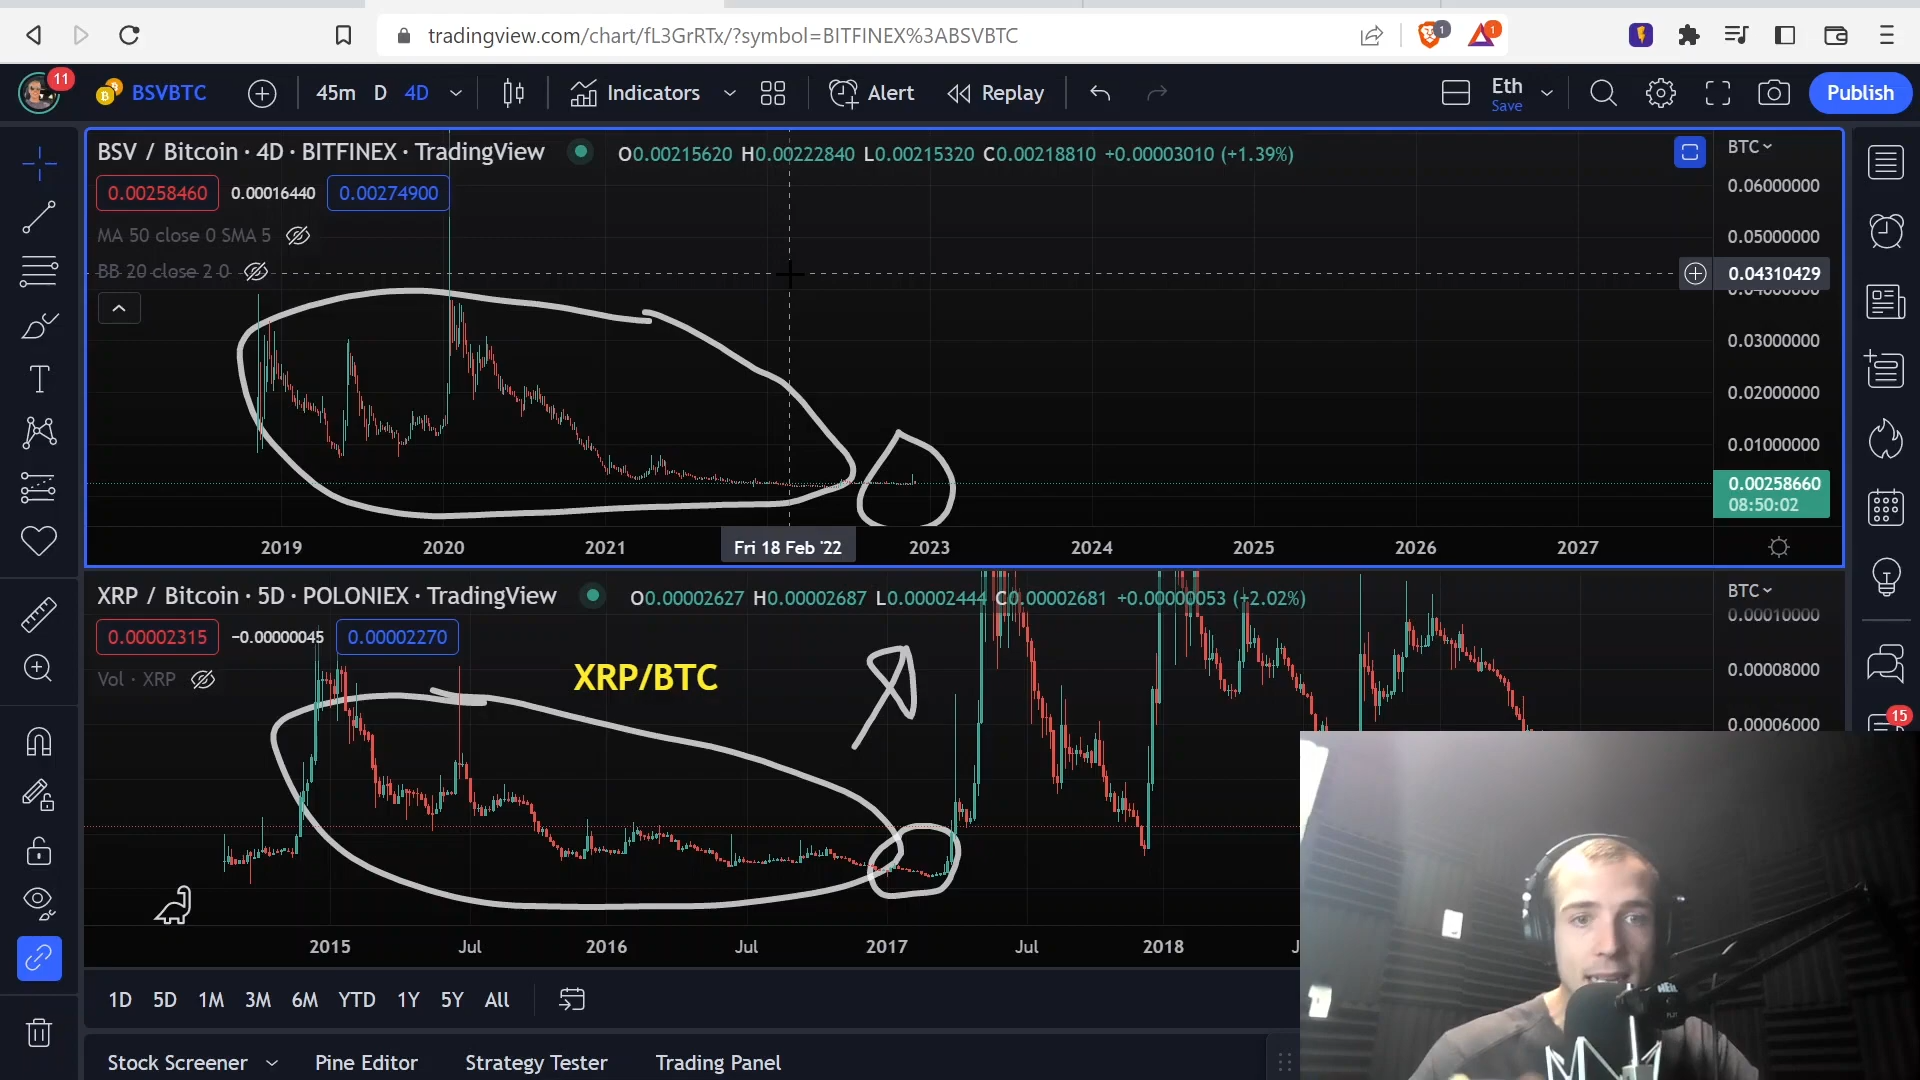 tradingview.com/chart/fL3GrRTx/?symbol=BITFINEX%3ABSVBTC
1
1
11
BSVBTC
45m D 4D
Indicators
Alert
Replay
Eth
Save
Publish
BSV / Bitcoin · 4D · BITFINEX · TradingView
O0.00215620 H0.00222840 L0.00215320 C0.00218810 +0.00003010 (+1.39%)
BTC
0.00258460 0.00016440 0.00274900
MA 50 close 0 SMA 5
BB 20 close 2 0
0.06000000
0.05000000
0.04310429
0.04000000
0.03000000
0.02000000
0.01000000
0.00258660
08:50:02
2019 2020 2021 Fri 18 Feb '22 2023 2024 2025 2026 2027
XRP / Bitcoin · 5D · POLONIEX · TradingView
O0.00002627 H0.00002687 L0.00002444 C0.00002681 +0.00000053 (+2.02%)
BTC
0.00002315 −0.00000045 0.00002270
Vol · XRP
XRP/BTC
0.00010000
0.00008000
0.00006000
15
2015 Jul 2016 Jul 2017 Jul 2018
1D 5D 1M 3M 6M YTD 1Y 5Y All
Stock Screener Pine Editor Strategy Tester Trading Panel